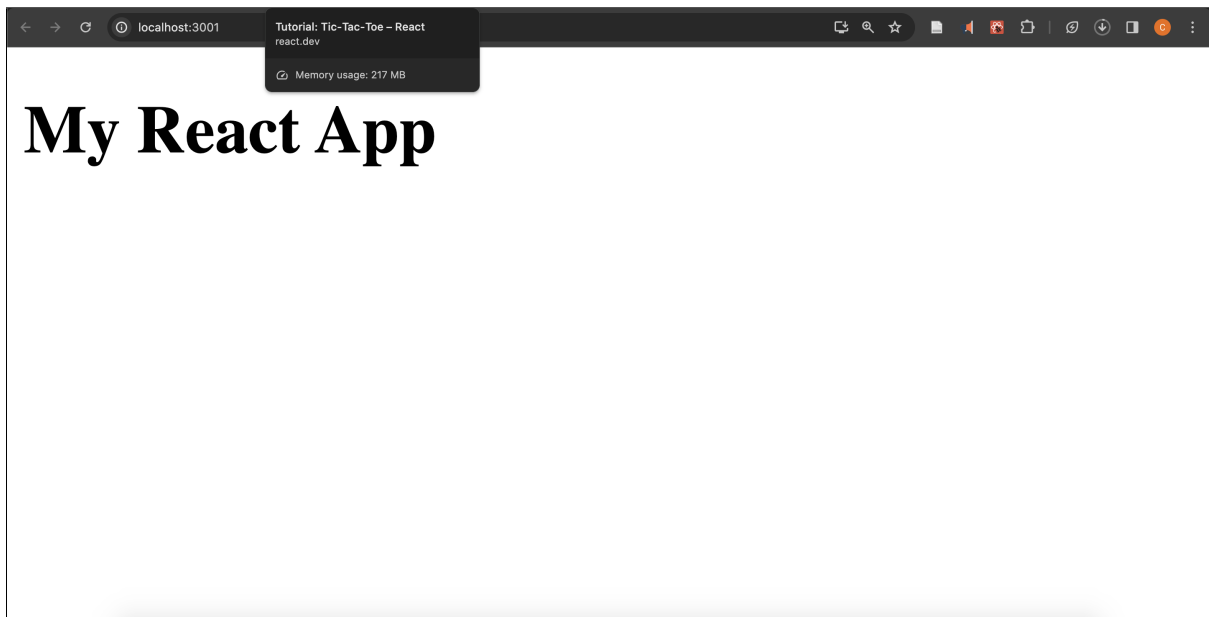 localhost:3001
Tutorial: Tic-Tac-Toe – React
react.dev
Memory usage: 217 MB
C
My React App